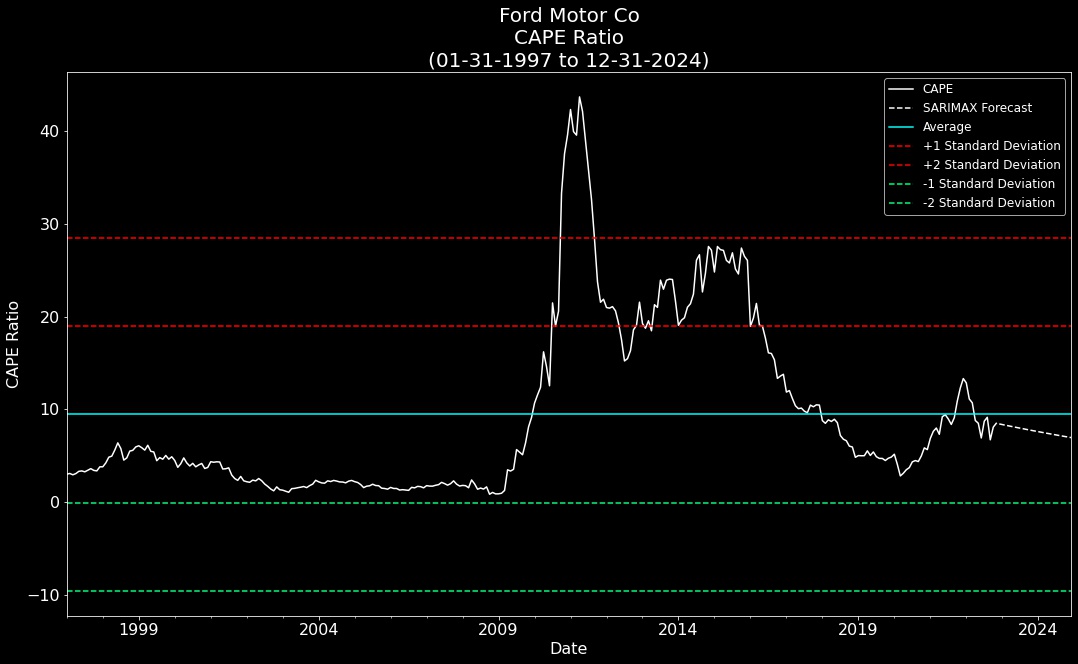 Ford Motor Co
CAPE Ratio
(01-31-1997 to 12-31-2024)
CAPE
SARIMAX Forecast
Average
+1 Standard Deviation
+2 Standard Deviation
-1 Standard Deviation
-2 Standard Deviation
CAPE Ratio
40
30
20
10
0
−10
1999
2004
2009
2014
2019
2024
Date